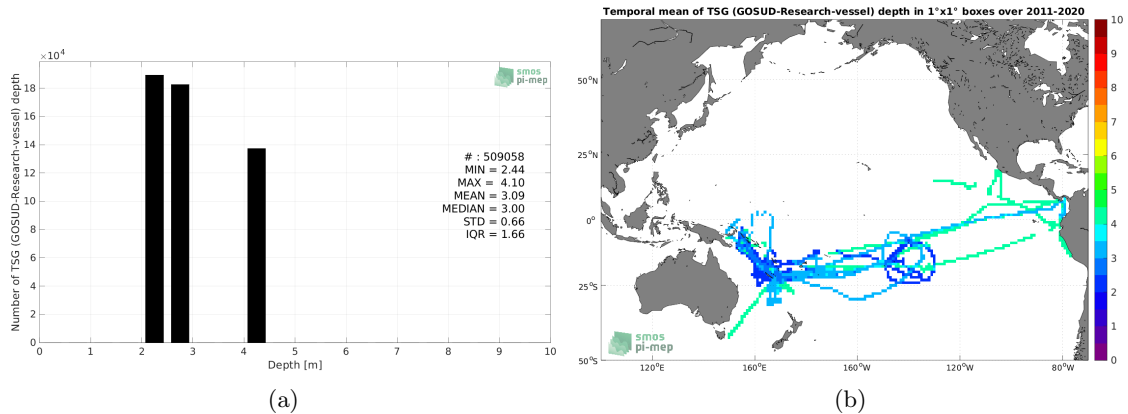 ×10⁴
18
16
14
12
10
8
6
4
2
0
Number of TSG (GOSUD-Research-vessel) depth
smos
pi-mep
# : 509058
MIN = 2.44
MAX = 4.10
MEAN = 3.09
MEDIAN = 3.00
STD = 0.66
IQR = 1.66
0 1 2 3 4 5 6 7 8 9 10
Depth [m]
(a)
Temporal mean of TSG (GOSUD-Research-vessel) depth in 1°x1° boxes over 2011-2020
50°N
25°N
0°
25°S
50°S
120°E 160°E 160°W 120°W 80°W
smos
pi-mep
10
9
8
7
6
5
4
3
2
1
0
(b)